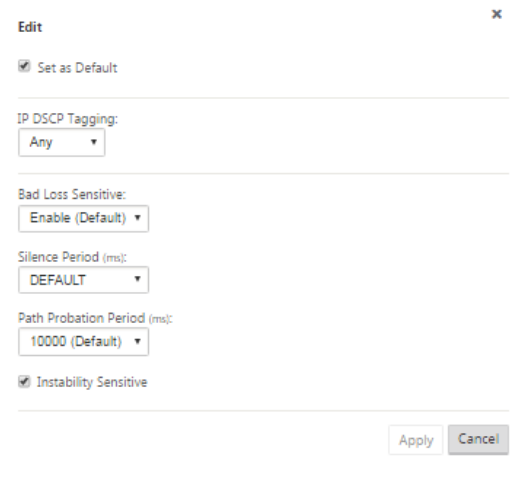 Edit
Set as Default
IP DSCP Tagging:
Any
Bad Loss Sensitive:
Enable (Default)
Silence Period (ms):
DEFAULT
Path Probation Period (ms):
10000 (Default)
Instability Sensitive
Apply Cancel